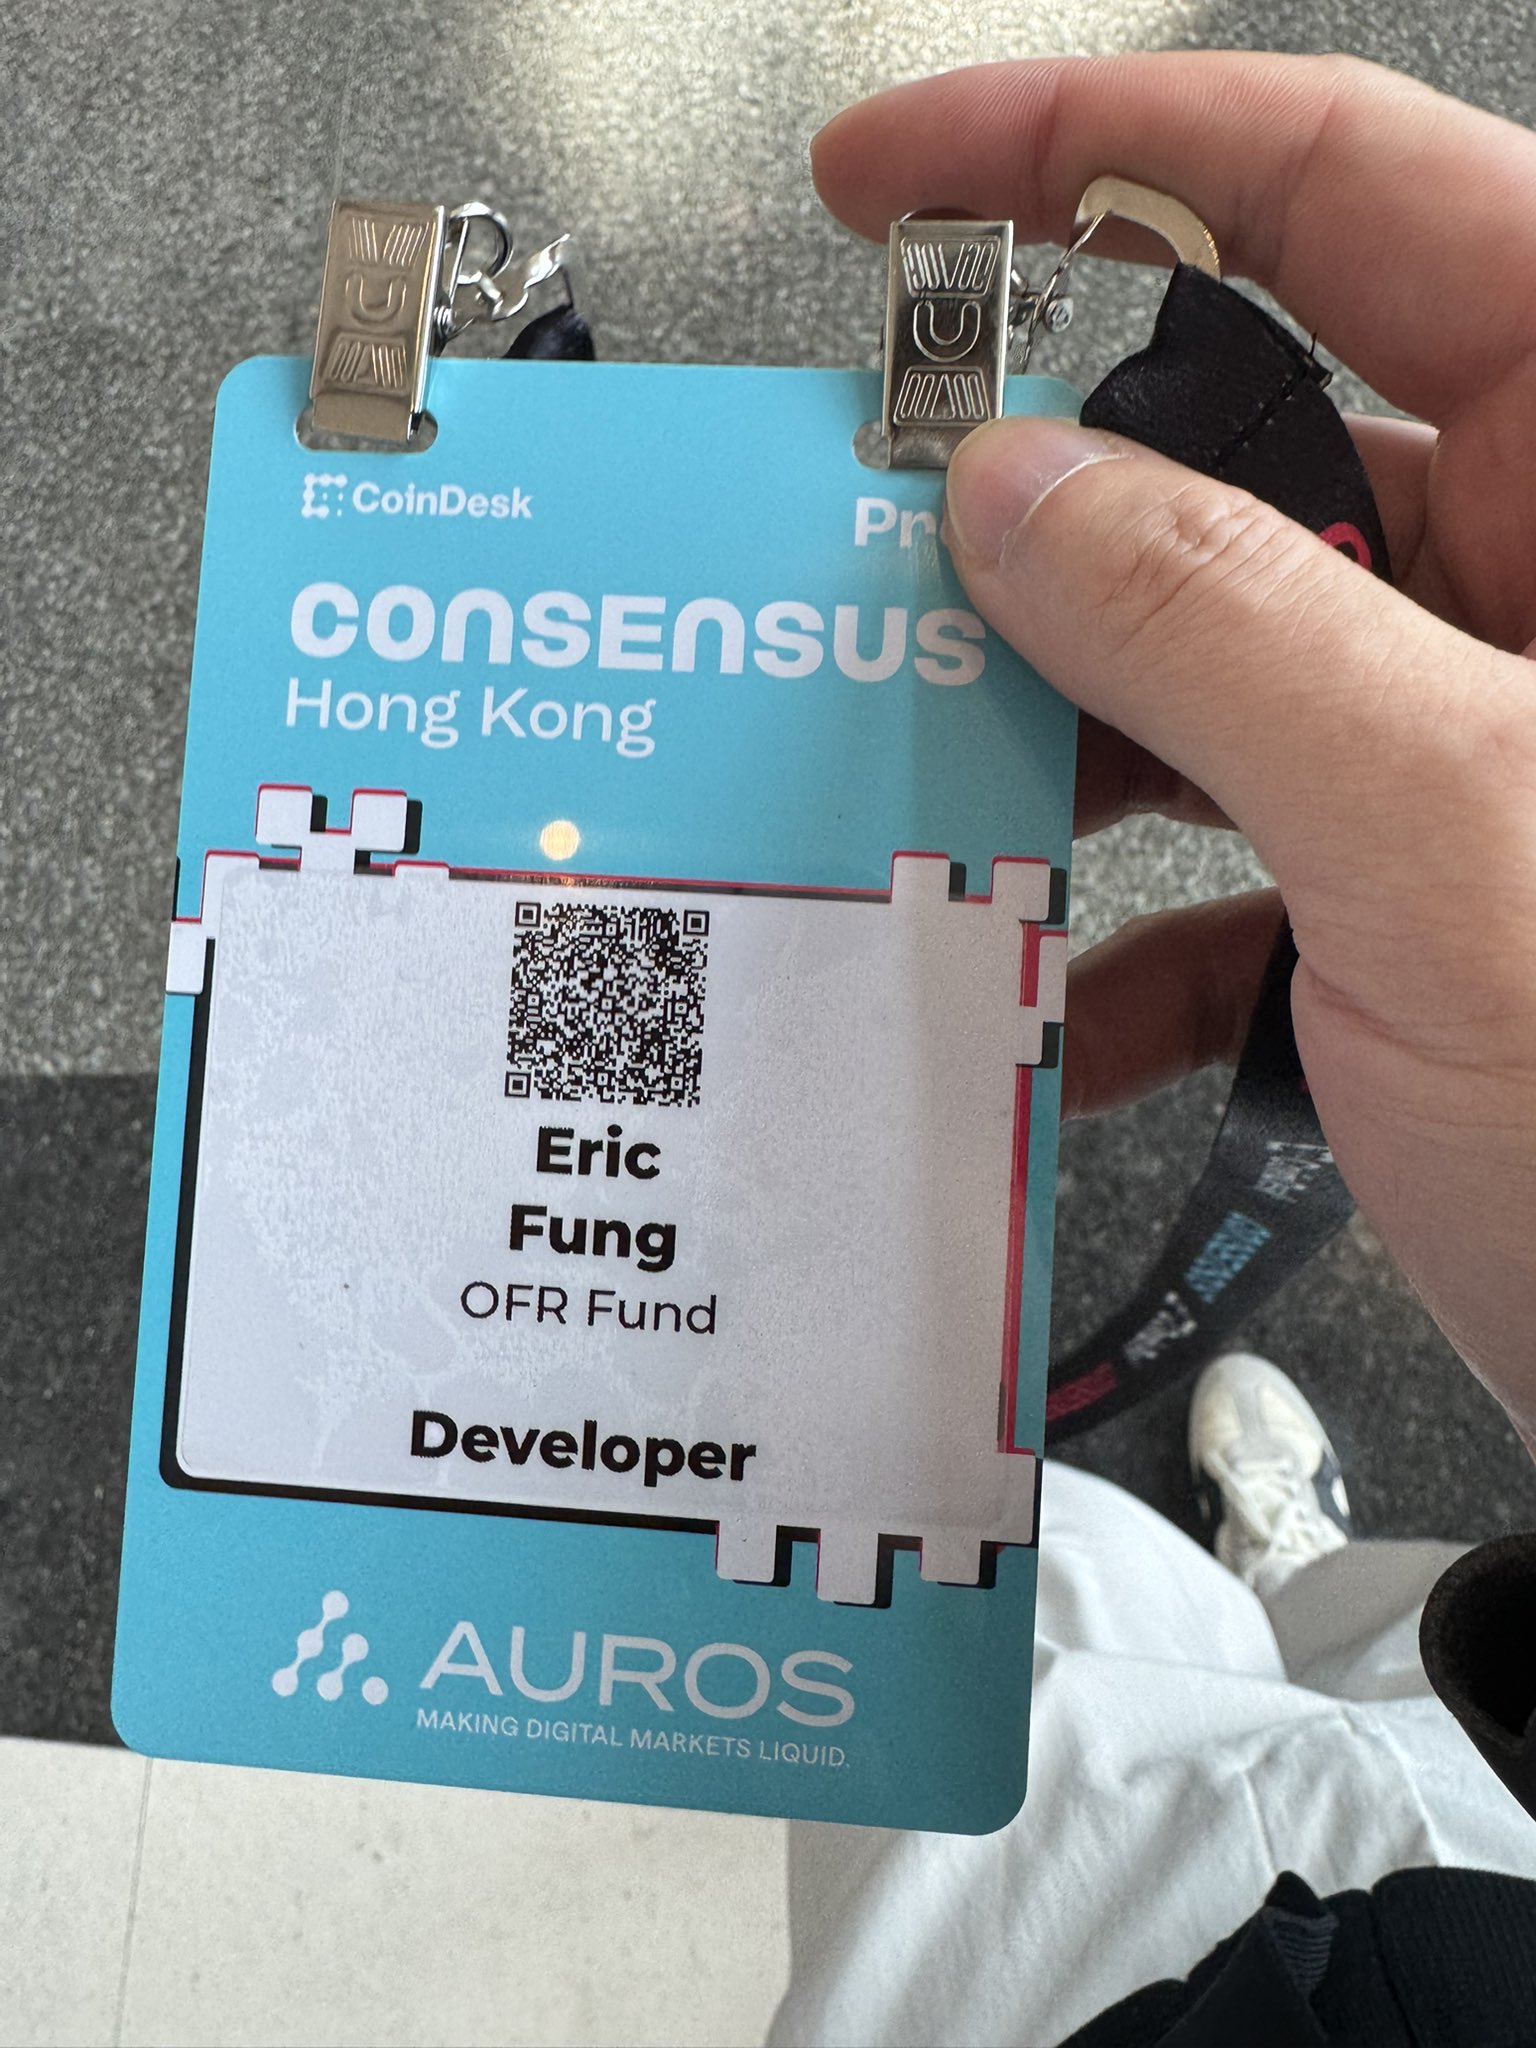 CoinDesk
CONSENSUS
Hong Kong
Eric
Fung
OFR Fund
Developer
AUROS
MAKING DIGITAL MARKETS LIQUID.